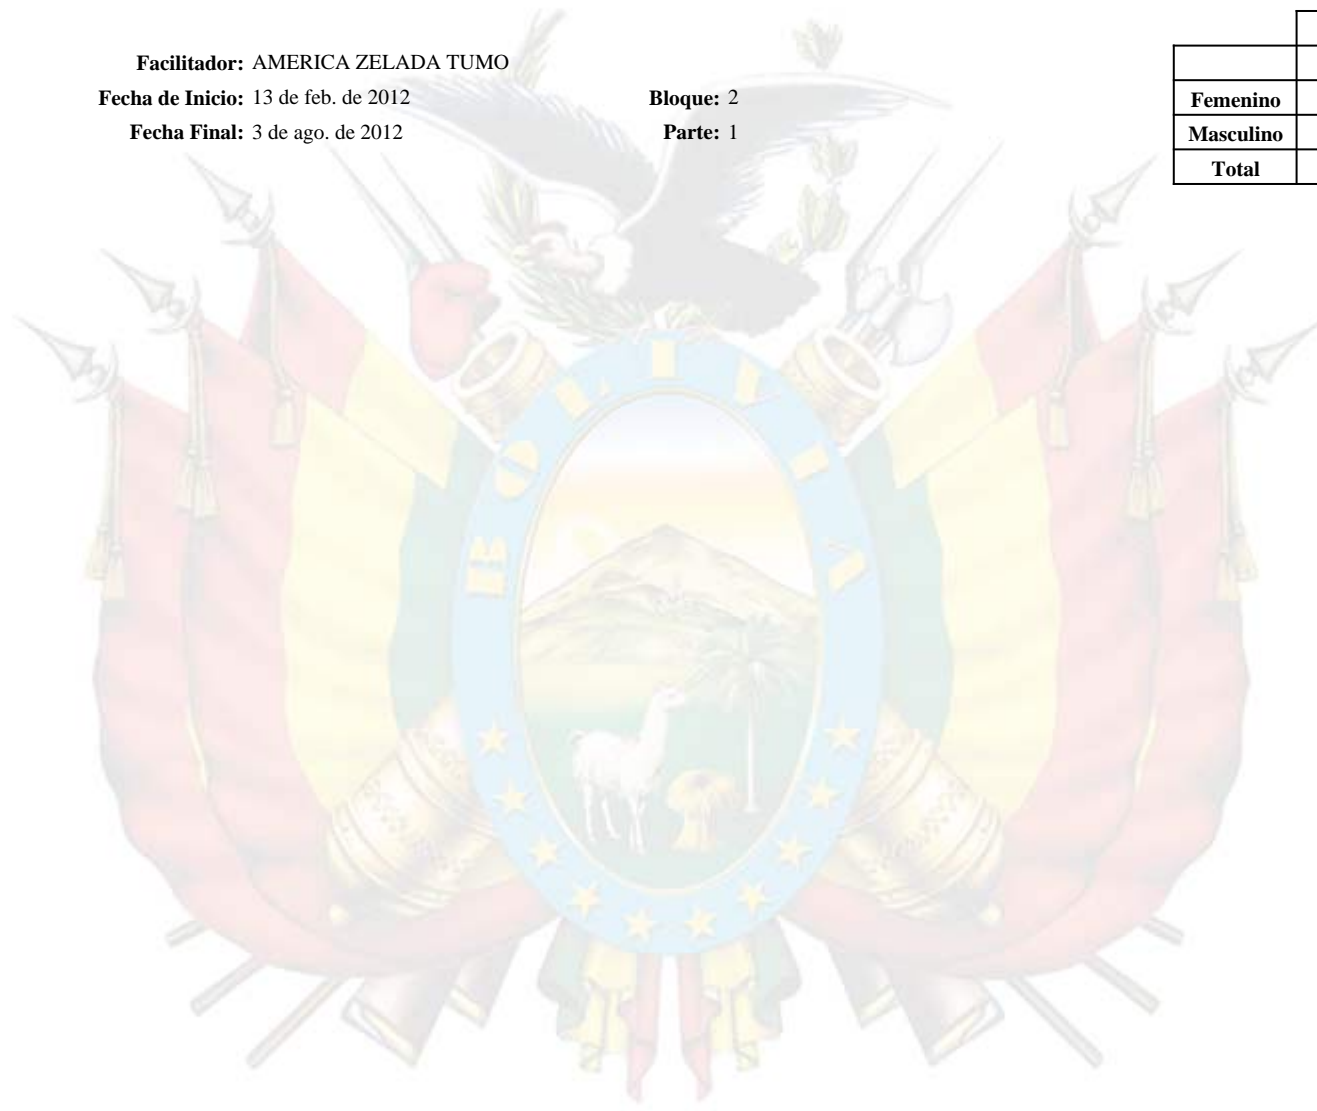 Facilitador: AMERICA ZELADA TUMO
Fecha de Inicio: 13 de feb. de 2012 Bloque: 2
Fecha Final: 3 de ago. de 2012 Parte: 1
Femenino
Masculino
Total
BOLIVIA